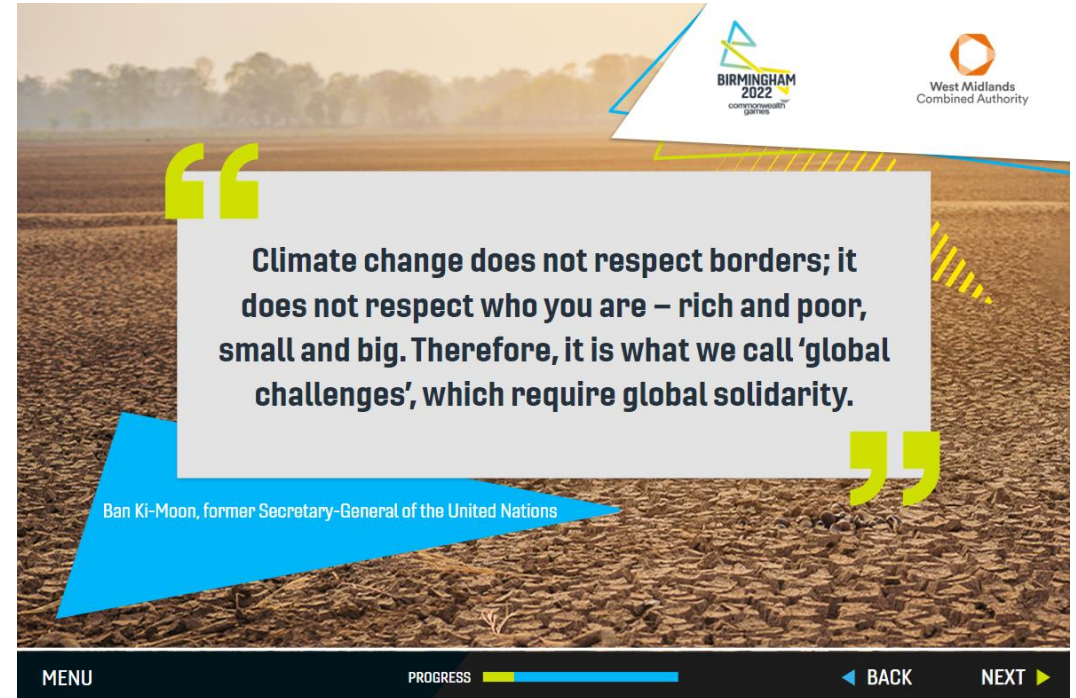 BIRMINGHAM
2022
commonwealth
games
West Midlands
Combined Authority
“
Climate change does not respect borders; it
does not respect who you are – rich and poor,
small and big. Therefore, it is what we call ‘global
challenges’, which require global solidarity.
”
Ban Ki-Moon, former Secretary-General of the United Nations
MENU
PROGRESS
BACK
NEXT